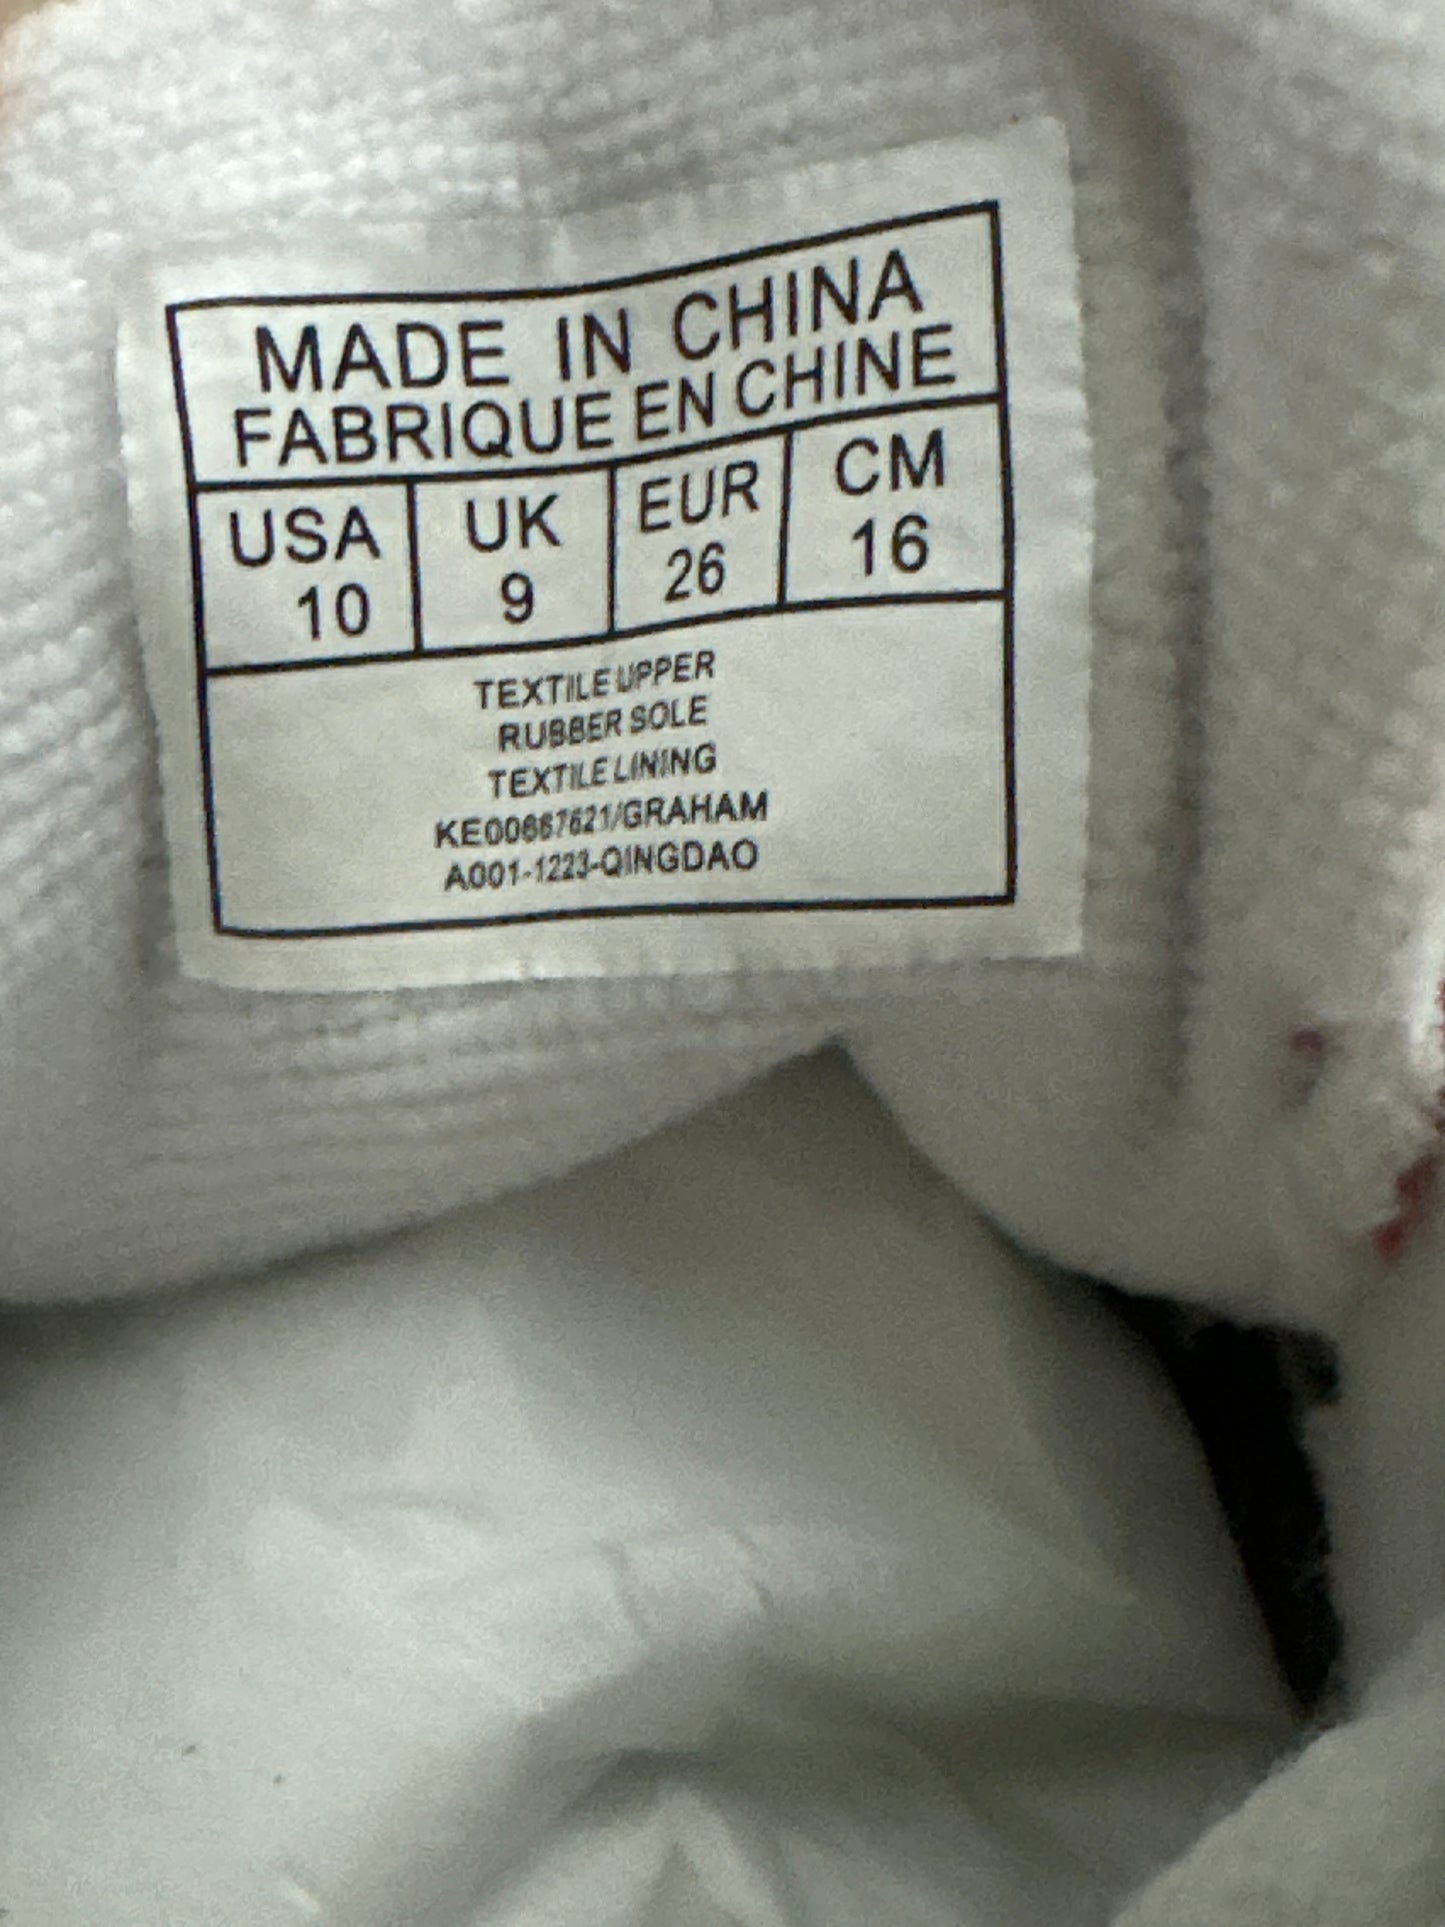 MADE IN CHINA
FABRIQUE EN CHINE
USA UK EUR CM
10 9 26 16
TEXTILE UPPER
RUBBER SOLE
TEXTILE LINING
KE00667621/GRAHAM
A001-1223-QINGDAO